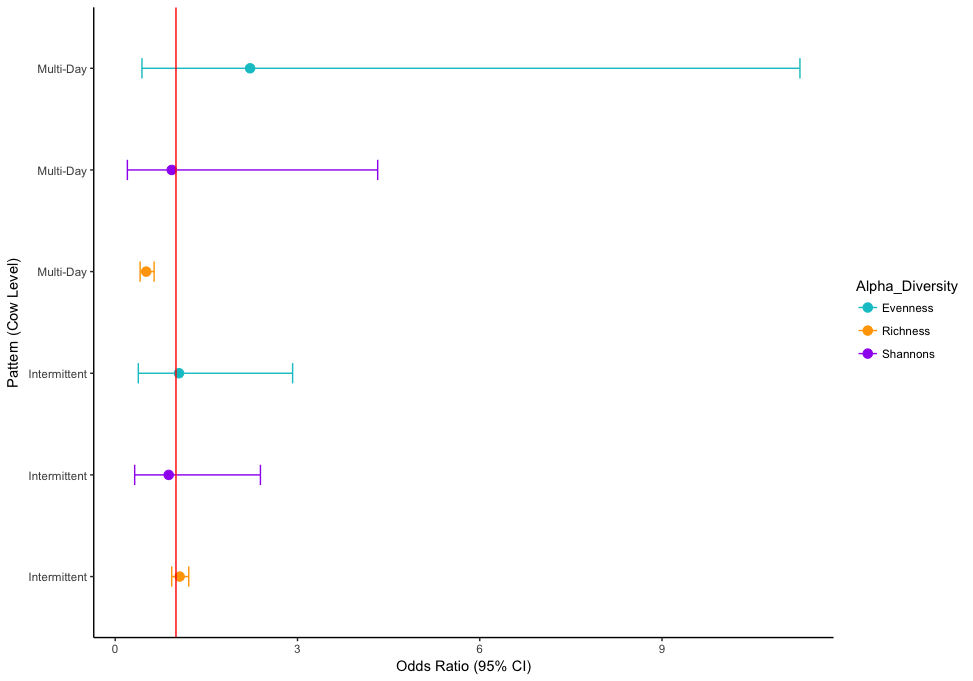 Multi-Day
Multi-Day
Multi-Day
Intermittent
Intermittent
Intermittent
Pattern (Cow Level)
0 3 6 9
Odds Ratio (95% CI)
Alpha_Diversity
Evenness
Richness
Shannons